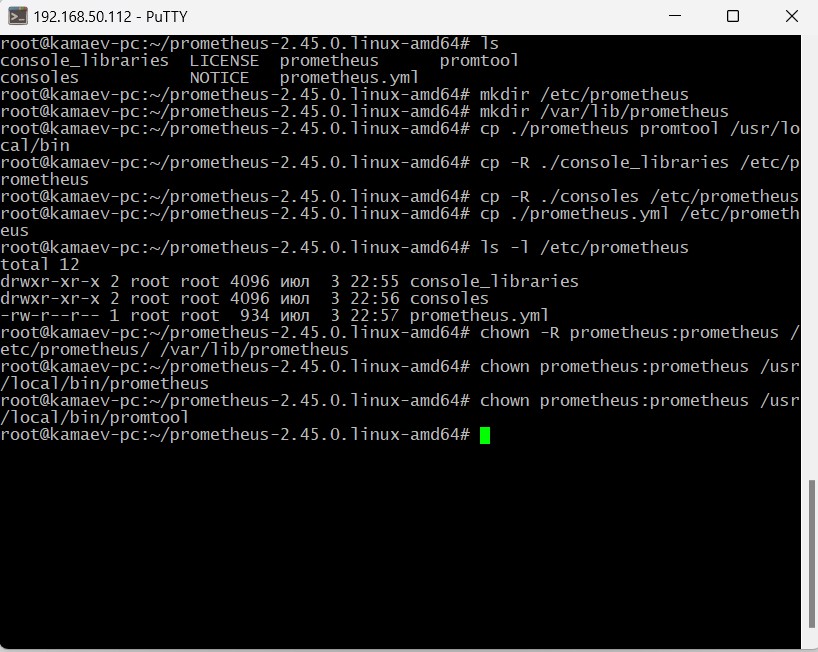 192.168.50.112 - PuTTY
root@kamaev-pc:~/prometheus-2.45.0.linux-amd64# ls
console_libraries  LICENSE  prometheus      promtool
consoles           NOTICE   prometheus.yml
root@kamaev-pc:~/prometheus-2.45.0.linux-amd64# mkdir /etc/prometheus
root@kamaev-pc:~/prometheus-2.45.0.linux-amd64# mkdir /var/lib/prometheus
root@kamaev-pc:~/prometheus-2.45.0.linux-amd64# cp ./prometheus promtool /usr/lo
cal/bin
root@kamaev-pc:~/prometheus-2.45.0.linux-amd64# cp -R ./console_libraries /etc/p
rometheus
root@kamaev-pc:~/prometheus-2.45.0.linux-amd64# cp -R ./consoles /etc/prometheus
root@kamaev-pc:~/prometheus-2.45.0.linux-amd64# cp ./prometheus.yml /etc/prometh
eus
root@kamaev-pc:~/prometheus-2.45.0.linux-amd64# ls -l /etc/prometheus
total 12
drwxr-xr-x 2 root root 4096 июл  3 22:55 console_libraries
drwxr-xr-x 2 root root 4096 июл  3 22:56 consoles
-rw-r--r-- 1 root root  934 июл  3 22:57 prometheus.yml
root@kamaev-pc:~/prometheus-2.45.0.linux-amd64# chown -R prometheus:prometheus /
etc/prometheus/ /var/lib/prometheus
root@kamaev-pc:~/prometheus-2.45.0.linux-amd64# chown prometheus:prometheus /usr
/local/bin/prometheus
root@kamaev-pc:~/prometheus-2.45.0.linux-amd64# chown prometheus:prometheus /usr
/local/bin/promtool
root@kamaev-pc:~/prometheus-2.45.0.linux-amd64#